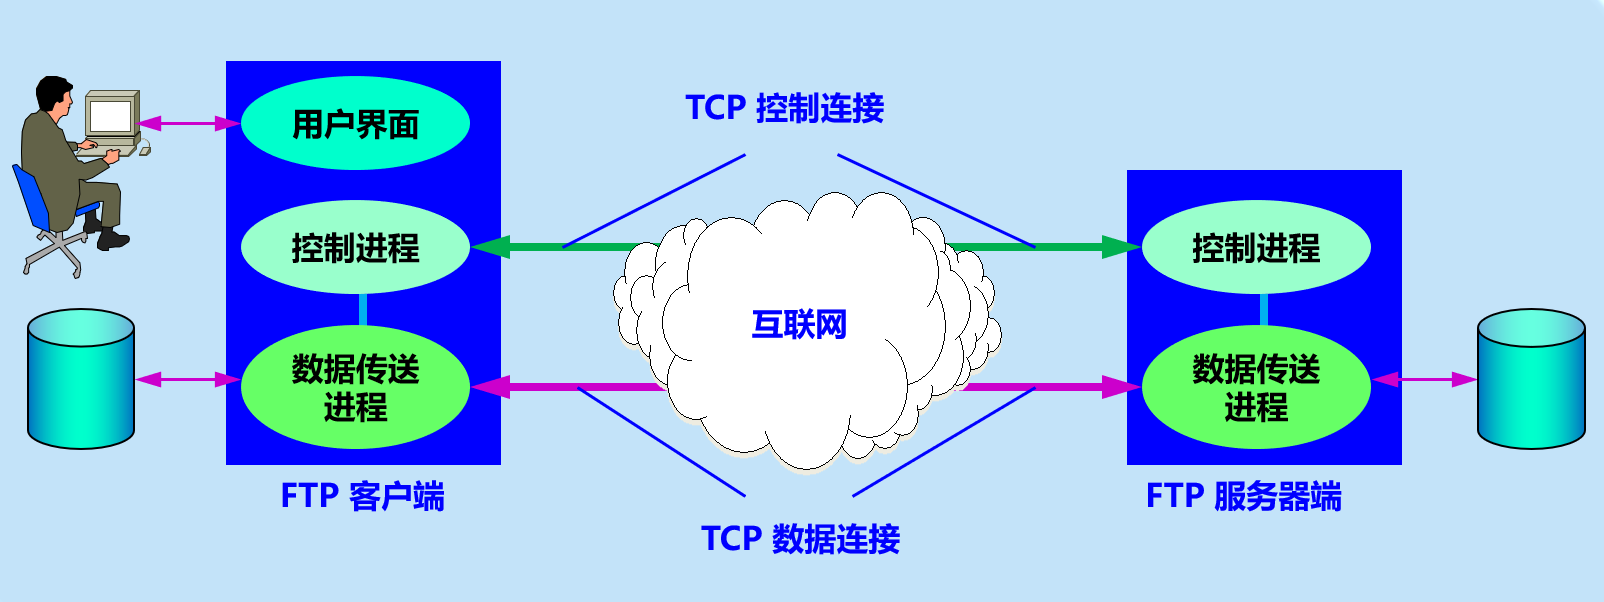 TCP 控制连接
用户界面
控制进程
控制进程
互联网
数据传送
进程
数据传送
进程
FTP 客户端
FTP 服务器端
TCP 数据连接